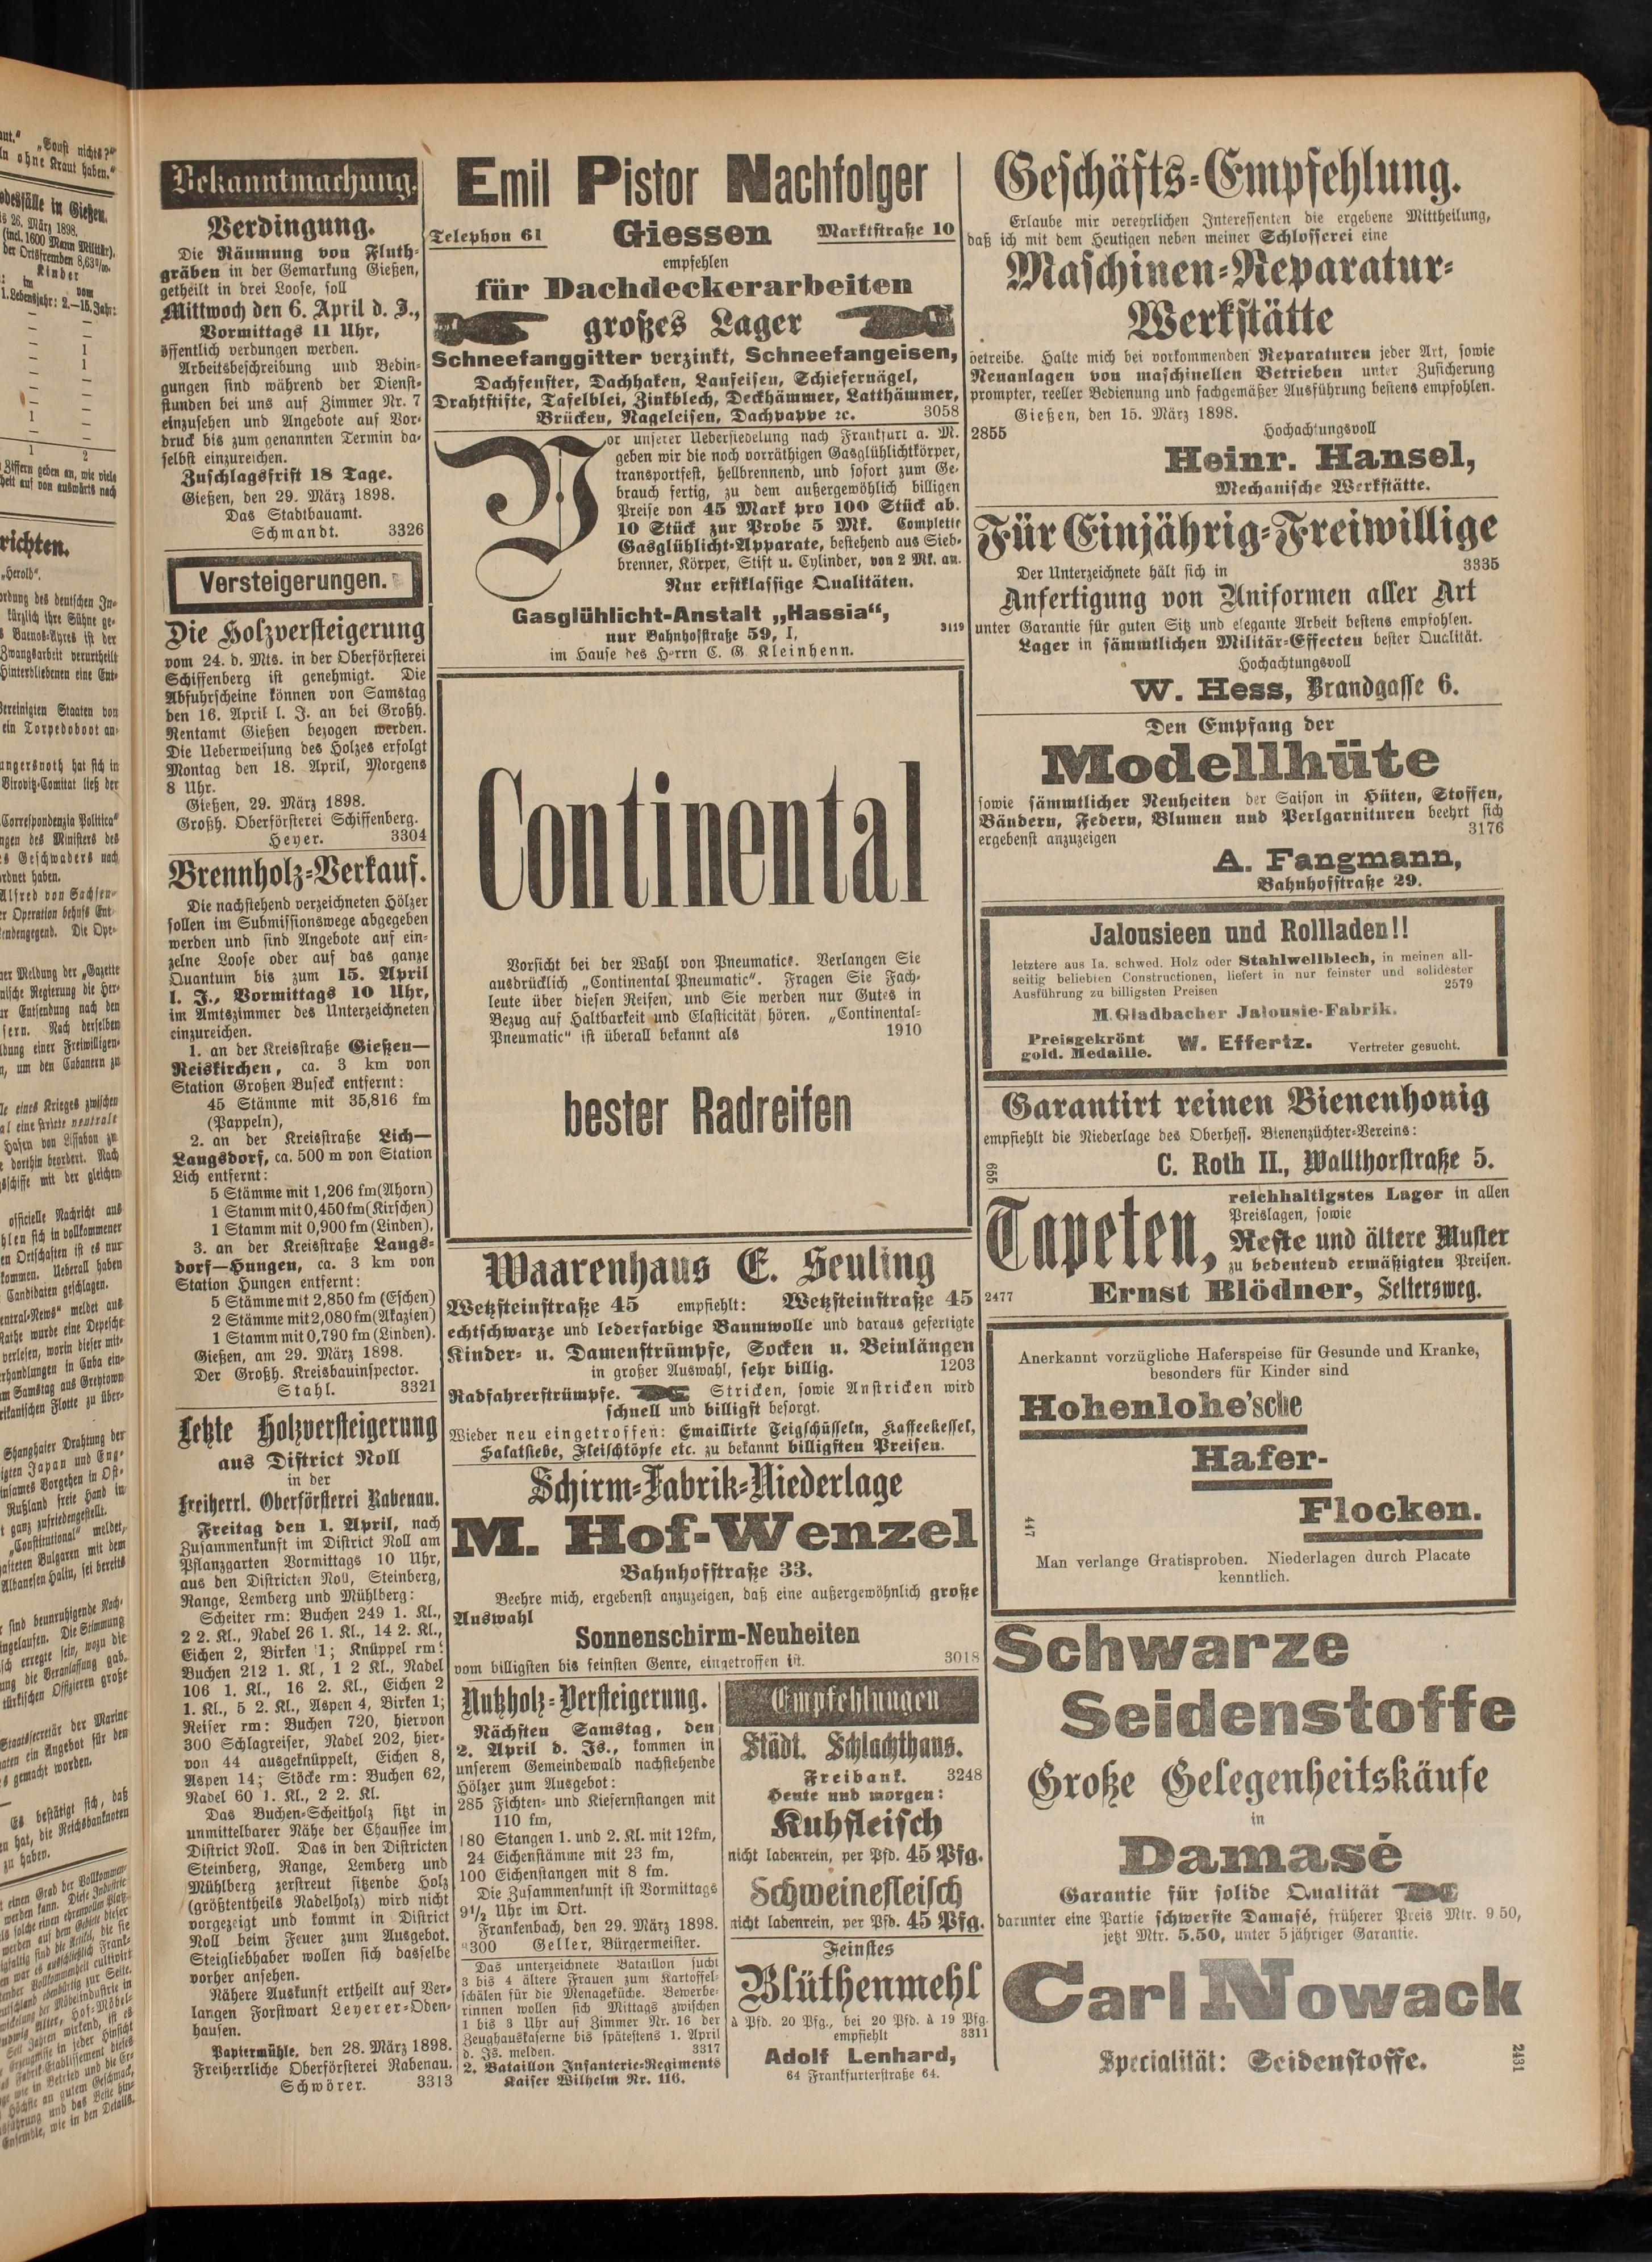 Bekanntmachung.
Verdingung.
Die Räumung von Fluth-
gräben in der Gemarkung Gießen,
getheilt in drei Loose, soll
Mittwoch den 6. April d. J.,
Vormittags 11 Uhr,
öffentlich verdungen werden.
Arbeitsbeschreibung und Bedin-
gungen sind während der Dienst-
stunden bei uns auf Zimmer Nr. 7
einzusehen und Angebote auf Vor-
druck bis zum genannten Termin da-
selbst einzureichen.
Zuschlagsfrist 18 Tage.
Gießen, den 29. März 1898.
Das Stadtbauamt.
Schmandt. 3326
Versteigerungen.
Die Holzversteigerung
vom 24. d. Mts. in der Oberförsterei
Schiffenberg ist genehmigt. Die
Abfuhrscheine können von Samstag
den 16. April l. J. an bei Großh.
Rentamt Gießen bezogen werden.
Die Ueberweisung des Holzes erfolgt
Montag den 18. April, Morgens
8 Uhr.
Gießen, 29. März 1898.
Großh. Oberförsterei Schiffenberg.
Heyer. 3304
Brennholz-Verkauf.
Die nachstehend verzeichneten Hölzer
sollen im Submissionswege abgegeben
werden und sind Angebote auf ein-
zelne Loose oder auf das ganze
Quantum bis zum 15. April
l. J., Vormittags 10 Uhr,
im Amtszimmer des Unterzeichneten
einzureichen.
1. an der Kreisstraße Gießen—
Reiskirchen, ca. 3 km von
Station Großen Buseck entfernt:
45 Stämme mit 35,816 fm
(Pappeln),
2. an der Kreisstraße Lich—
Langsdorf, ca. 500 m von Station
Lich entfernt:
5 Stämme mit 1,206 fm (Ahorn)
1 Stamm mit 0,450 fm (Kirschen)
1 Stamm mit 0,900 fm (Linden),
3. an der Kreisstraße Langs-
dorf—Hungen, ca. 3 km von
Station Hungen entfernt:
5 Stämme mit 2,850 fm (Eschen)
2 Stämme mit 2,080 fm (Akazien)
1 Stamm mit 0,790 fm (Linden).
Gießen, am 29. März 1898.
Der Großh. Kreisbauinspector.
Stahl. 3321
Letzte Holzversteigerung
aus District Noll
in der
Freiherrl. Oberförsterei Rabenau.
Freitag den 1. April, nach
Zusammenkunft im District Noll am
Pflanzgarten Vormittags 10 Uhr,
aus den Districten Noll, Steinberg,
Range, Lemberg und Mühlberg:
Scheiter rm: Buchen 249 1. Kl.,
2 2. Kl., Nadel 26 1. Kl., 14 2. Kl.,
Eichen 2, Birken 1; Knüppel rm:
Buchen 212 1. Kl., 1 2 Kl., Nadel
106 1. Kl., 16 2. Kl., Eichen 2
1. Kl., 5 2. Kl., Aspen 4, Birken 1;
Reiser rm: Buchen 720, hiervon
300 Schlagreiser, Nadel 202, hier-
von 44 ausgeknüppelt, Eichen 8,
Aspen 14; Stöcke rm: Buchen 62,
Nadel 60 1. Kl., 2 2. Kl.
Das Buchen-Scheitholz sitzt in
unmittelbarer Nähe der Chaussee im
District Noll. Das in den Districten
Steinberg, Range, Lemberg und
Mühlberg zerstreut sitzende Holz
(größtentheils Nadelholz) wird nicht
vorgezeigt und kommt in District
Noll beim Feuer zum Ausgebot.
Steigliebhaber wollen sich dasselbe
vorher ansehen.
Nähere Auskunft ertheilt auf Ver-
langen Forstwart Leyerer-Oden-
hausen.
Papiermühle, den 28. März 1898.
Freiherrliche Oberförsterei Rabenau.
Schwörer. 3313
Emil Pistor Nachfolger
Telephon 61 Giessen Marktstraße 10
empfehlen
für Dachdeckerarbeiten
großes Lager
Schneefanggitter verzinkt, Schneefangeisen,
Dachfenster, Dachhaken, Laufeisen, Schiefernägel,
Drahtstifte, Tafelblei, Zinkblech, Deckhämmer, Latthämmer,
Brücken, Nageleisen, Dachpappe ꝛc. 3058
Vor unserer Uebersiedelung nach Frankfurt a. M.
geben wir die noch vorräthigen Gasglühlichtkörper,
transportfest, hellbrennend, und sofort zum Ge-
brauch fertig, zu dem außergewöhlich billigen
Preise von 45 Mark pro 100 Stück ab.
10 Stück zur Probe 5 Mk. Complette
Gasglühlicht-Apparate, bestehend aus Sieb-
brenner, Körper, Stift u. Cylinder, von 2 Mk. an.
Nur erstklassige Qualitäten.
Gasglühlicht-Anstalt „Hassia“,
nur Bahnhofstraße 59, I, 3119
im Hause des Herrn C. G. Kleinhenn.
Continental
Vorsicht bei der Wahl von Pneumatics. Verlangen Sie
ausdrücklich „Continental Pneumatic“. Fragen Sie Fach-
leute über diesen Reifen, und Sie werden nur Gutes in
Bezug auf Haltbarkeit und Elasticität hören. „Continental-
Pneumatic“ ist überall bekannt als 1910
bester Radreifen
Waarenhaus E. Seuling
Wetzsteinstraße 45 empfiehlt: Wetzsteinstraße 45
echtschwarze und lederfarbige Baumwolle und daraus gefertigte
Kinder- u. Damenstrümpfe, Socken u. Beinlängen
in großer Auswahl, sehr billig. 1203
Radfahrerstrümpfe. Stricken, sowie Anstricken wird
schnell und billigst besorgt.
Wieder neu eingetroffen: Emaillirte Teigschüsseln, Kaffeekessel,
Salatsiebe, Fleischtöpfe etc. zu bekannt billigsten Preisen.
Schirm-Fabrik-Niederlage
M. Hof-Wenzel
Bahnhofstraße 33.
Beehre mich, ergebenst anzuzeigen, daß eine außergewöhnlich große
Auswahl
Sonnenschirm-Neuheiten
vom billigsten bis feinsten Genre, eingetroffen ist. 3018
Nutzholz-Versteigerung.
Nächsten Samstag, den
2. April d. Js., kommen in
unserem Gemeindewald nachstehende
Hölzer zum Ausgebot:
285 Fichten- und Kiefernstangen mit
110 fm,
180 Stangen 1. und 2. Kl. mit 12fm,
24 Eichenstämme mit 23 fm,
100 Eichenstangen mit 8 fm.
Die Zusammenkunft ist Vormittags
9½ Uhr im Ort.
Frankenbach, den 29. März 1898.
3300 Geller, Bürgermeister.
Das unterzeichnete Bataillon sucht
3 bis 4 ältere Frauen zum Kartoffel-
schälen für die Menageküche. Bewerbe-
rinnen wollen sich Mittags zwischen
1 bis 3 Uhr auf Zimmer Nr. 16 der
Zeughauskaserne bis spätestens 1. April
d. Js. melden. 3317
2. Bataillon Infanterie-Regiments
Kaiser Wilhelm Nr. 116.
Empfehlungen
Städt. Schlachthaus.
Freibank. 3248
Heute und morgen:
Kuhfleisch
nicht ladenrein, per Pfd. 45 Pfg.
Schweinefleisch
nicht ladenrein, per Pfd. 45 Pfg.
Feinstes
Blüthenmehl
à Pfd. 20 Pfg., bei 20 Pfd. à 19 Pfg.
empfiehlt 3311
Adolf Lenhard,
64 Frankfurterstraße 64.
Geschäfts-Empfehlung.
Erlaube mir verehrlichen Interessenten die ergebene Mittheilung,
daß ich mit dem Heutigen neben meiner Schlosserei eine
Maschinen-Reparatur-
Werkstätte
betreibe. Halte mich bei vorkommenden Reparaturen jeder Art, sowie
Neuanlagen von maschinellen Betrieben unter Zusicherung
prompter, reeller Bedienung und fachgemäßer Ausführung bestens empfohlen.
Gießen, den 15. März 1898.
2855 Hochachtungsvoll
Heinr. Hansel,
Mechanische Werkstätte.
Für Einjährig-Freiwillige
Der Unterzeichnete hält sich in 3335
Anfertigung von Uniformen aller Art
unter Garantie für guten Sitz und elegante Arbeit bestens empfohlen.
Lager in sämmtlichen Militär-Effecten bester Qualität.
Hochachtungsvoll
W. Hess, Brandgasse 6.
Den Empfang der
Modellhüte
sowie sämmtlicher Neuheiten der Saison in Hüten, Stoffen,
Bändern, Federn, Blumen und Perlgarnituren beehrt sich
ergebenst anzuzeigen 3176
A. Fangmann,
Bahnhofstraße 29.
Jalousieen und Rollladen!!
letztere aus Ia. schwed. Holz oder Stahlwellblech, in meinen all-
seitig beliebten Constructionen, liefert in nur feinster und solidester
Ausführung zu billigsten Preisen 2579
M.Gladbacher Jalousie-Fabrik.
Preisgekrönt
gold. Medaille. W. Effertz. Vertreter gesucht.
Garantirt reinen Bienenhonig
empfiehlt die Niederlage des Oberhess. Bienenzüchter-Vereins:
655 C. Roth II., Wallthorstraße 5.
Tapeten,
reichhaltigstes Lager in allen
Preislagen, sowie
Reste und ältere Muster
zu bedeutend ermäßigten Preisen.
2477 Ernst Blödner, Seltersweg.
Anerkannt vorzügliche Haferspeise für Gesunde und Kranke,
besonders für Kinder sind
Hohenlohe'sche
Hafer-
Flocken.
447
Man verlange Gratisproben. Niederlagen durch Placate
kenntlich.
Schwarze
Seidenstoffe
Große Gelegenheitskäufe
in
Damasé
Garantie für solide Qualität
darunter eine Partie schwerste Damasé, früherer Preis Mtr. 9.50,
jetzt Mtr. 5.50, unter 5jähriger Garantie.
Carl Nowack
Specialität: Seidenstoffe. 2431